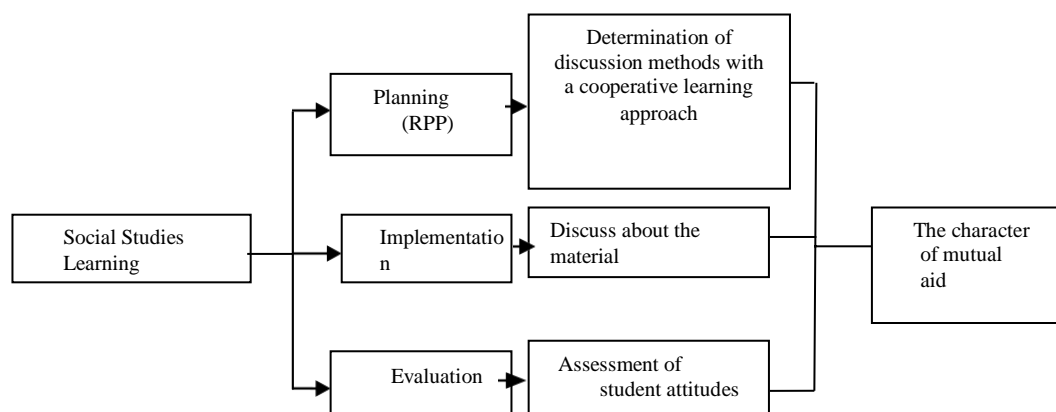 Determination of
discussion methods with
a cooperative learning
approach
Planning
(RPP)
Social Studies
Learning
Implementatio
n
Discuss about the
material
The character
of mutual
aid
Evaluation
Assessment of
student attitudes